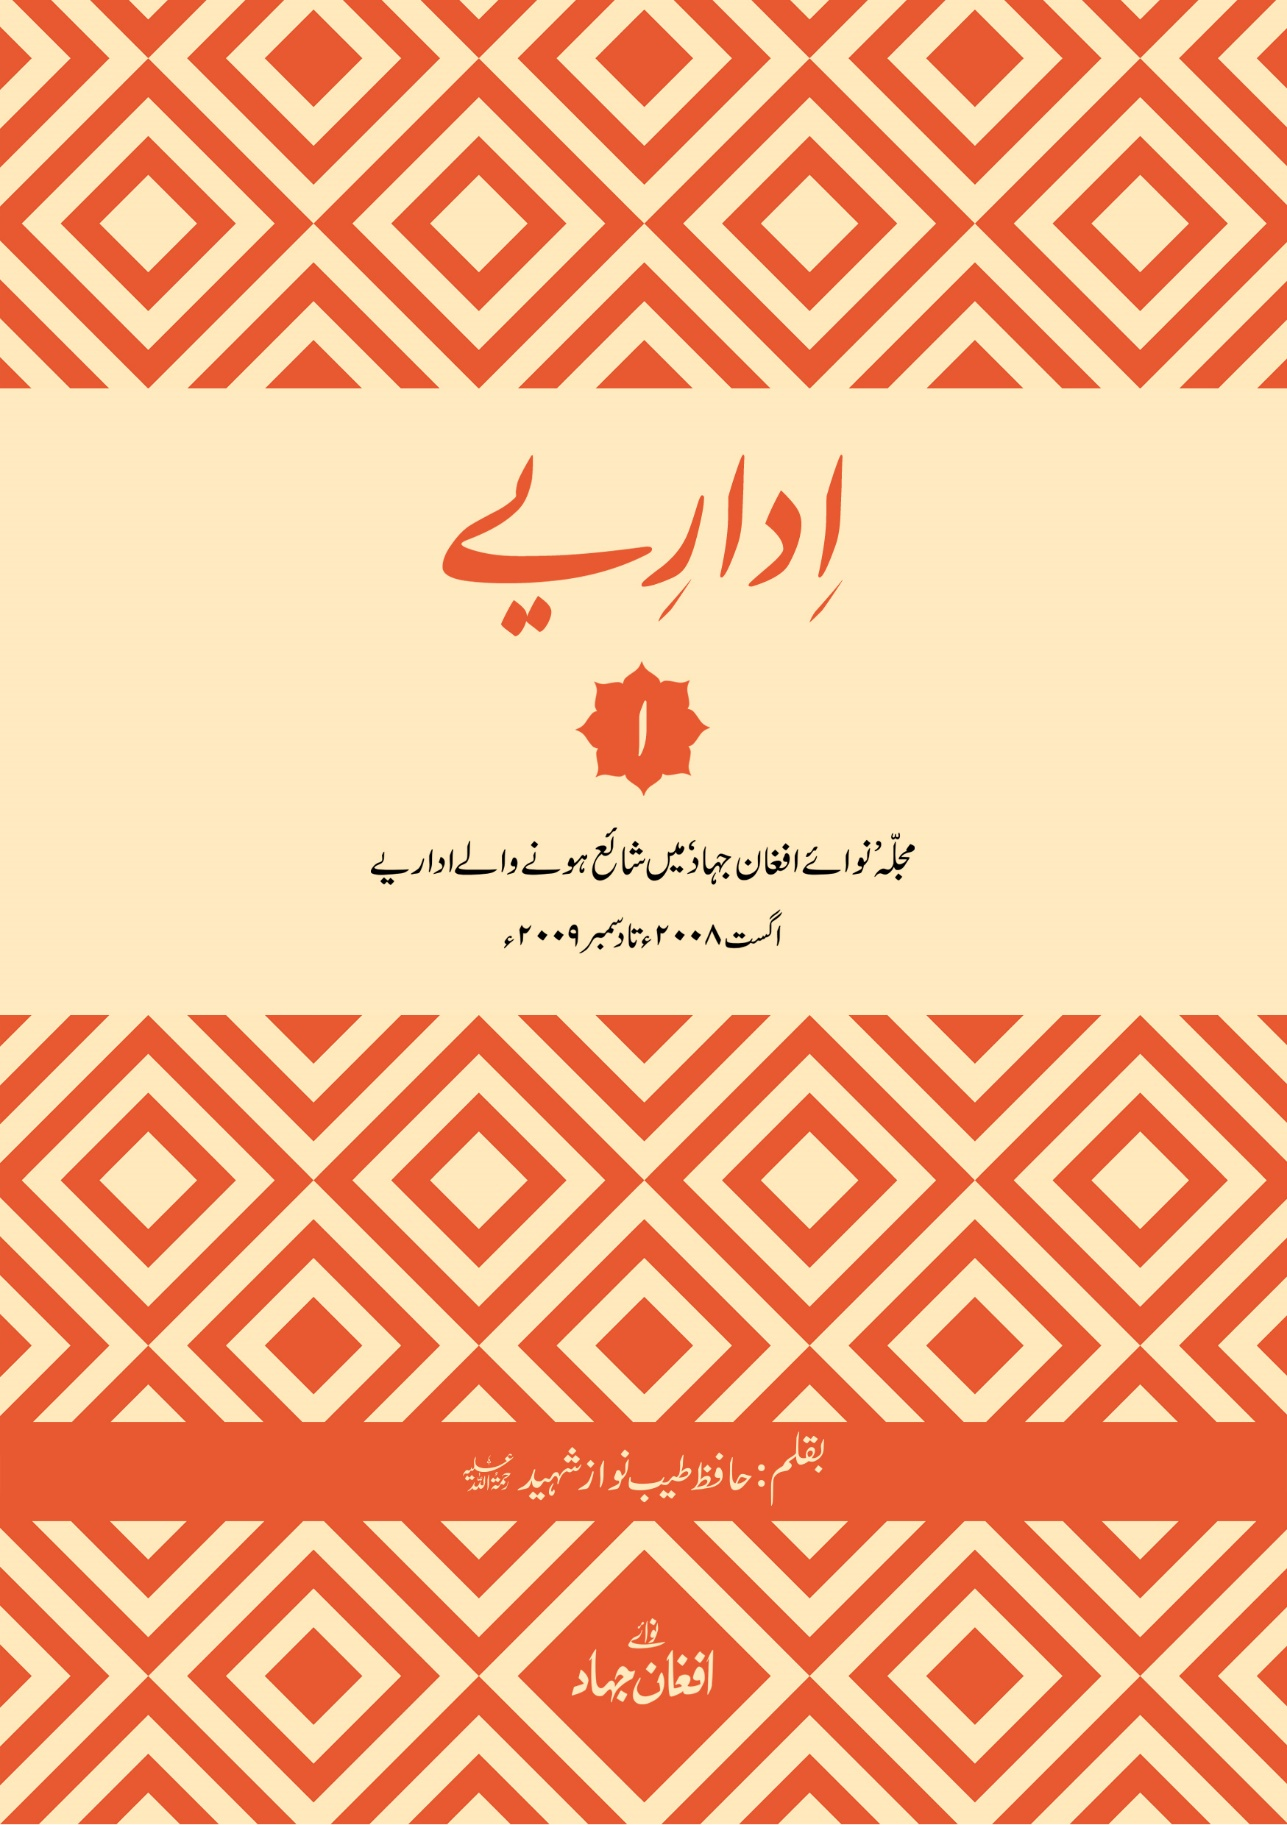 اِدارِیے
۱
مجلّہ ’نوائے افغان جہاد‘ میں شائع ہونے والے اداریے
اگست ۲۰۰۸ء تا دسمبر ۲۰۰۹ء
بقلم: حافظ طیب نواز شہید رحمۃ اللہ علیہ
نوائے
افغان جہاد